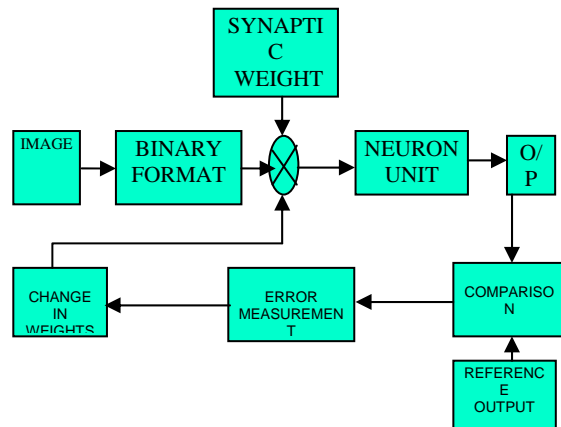 SYNAPTI
C
WEIGHT
IMAGE
BINARY
FORMAT
NEURON
UNIT
O/
P
CHANGE
IN
WEIGHTS
ERROR
MEASUREMEN
T
COMPARISO
N
REFERENC
E
OUTPUT